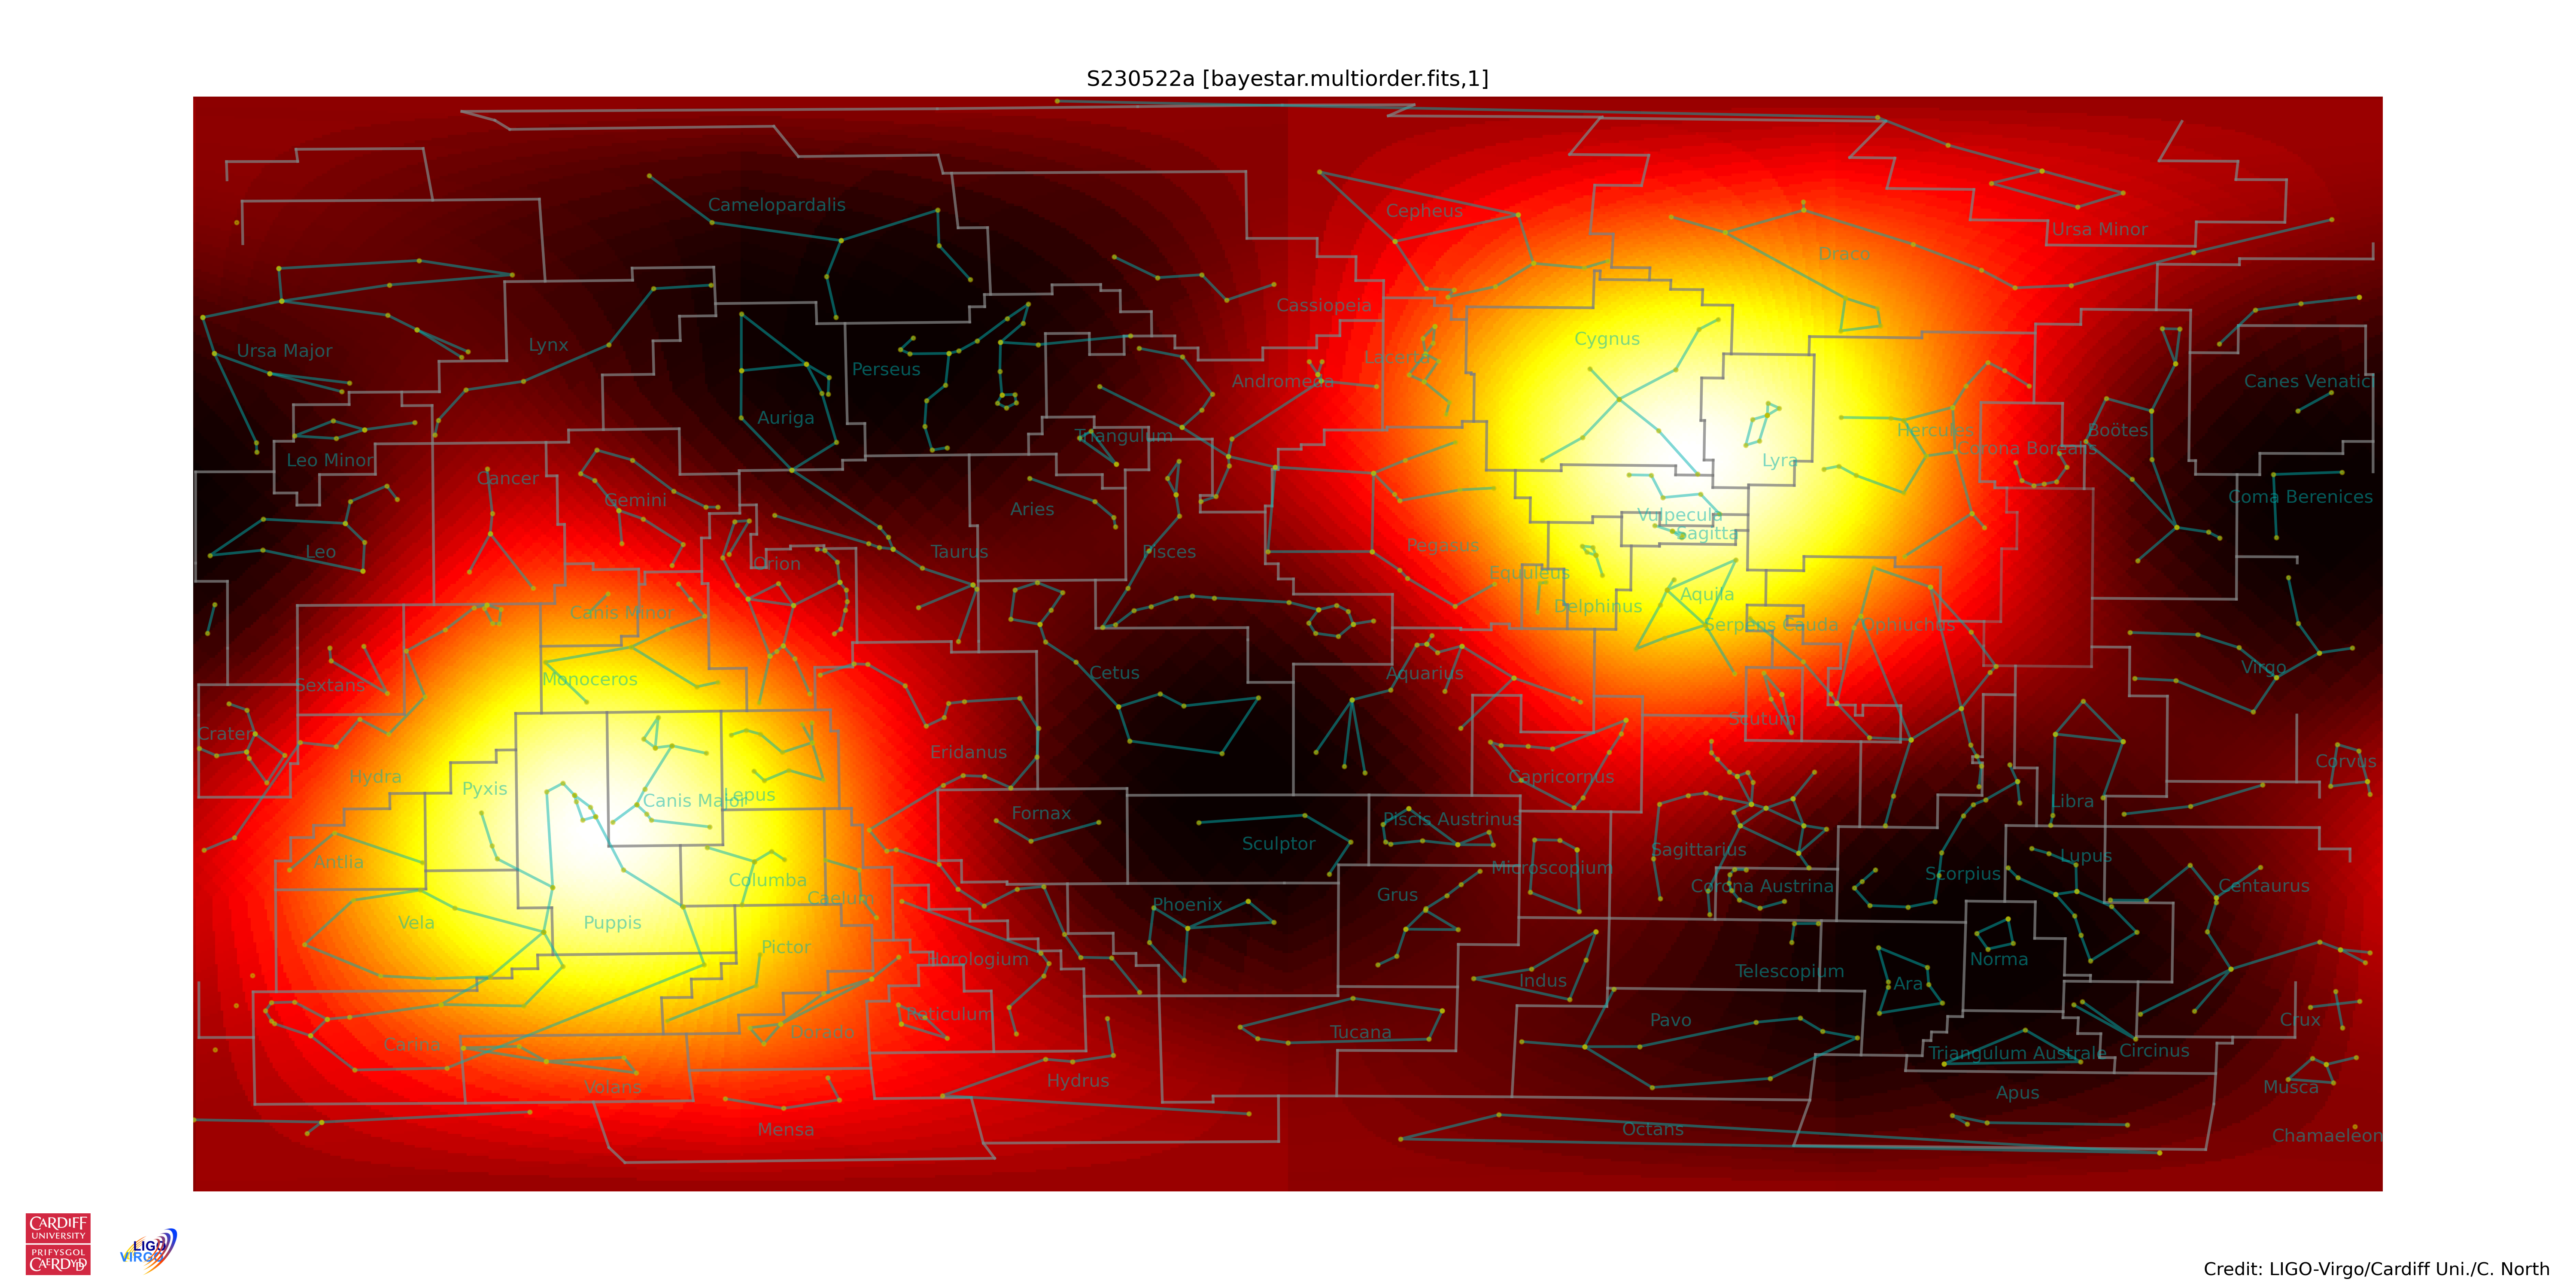 S230522a [bayestar.multiorder.fits,1]
Camelopardalis
Cepheus
Ursa Minor
Draco
Cassiopeia
Cygnus
Ursa Major
Lynx
Lacerta
Perseus
Andromeda
Canes Venatici
Auriga
Triangulum
Hercules
Boötes
Corona Borealis
Leo Minor
Lyra
Cancer
Gemini
Coma Berenices
Aries
Vulpecula
Sagitta
Leo
Taurus
Pisces
Pegasus
Orion
Equuleus
Aquila
Canis Minor
Delphinus
Serpens Cauda
Ophiuchus
Virgo
Cetus
Aquarius
Monoceros
Sextans
Scutum
Crater
Eridanus
Corvus
Hydra
Capricornus
Pyxis
Lepus
Canis Major
Libra
Fornax
Piscis Austrinus
Sculptor
Sagittarius
Lupus
Antlia
Microscopium
Scorpius
Columba
Corona Austrina
Centaurus
Grus
Caelum
Phoenix
Vela
Puppis
Pictor
Horologium
Norma
Telescopium
Indus
Ara
Reticulum
Pavo
Crux
Dorado
Tucana
Carina
Triangulum Australe
Circinus
Hydrus
Volans
Musca
Apus
Mensa
Octans
Chamaeleon
CARDIFF
UNIVERSITY
PRIFYSGOL
CAERDYDD
LIGO
VIRGO
Credit: LIGO-Virgo/Cardiff Uni./C. North